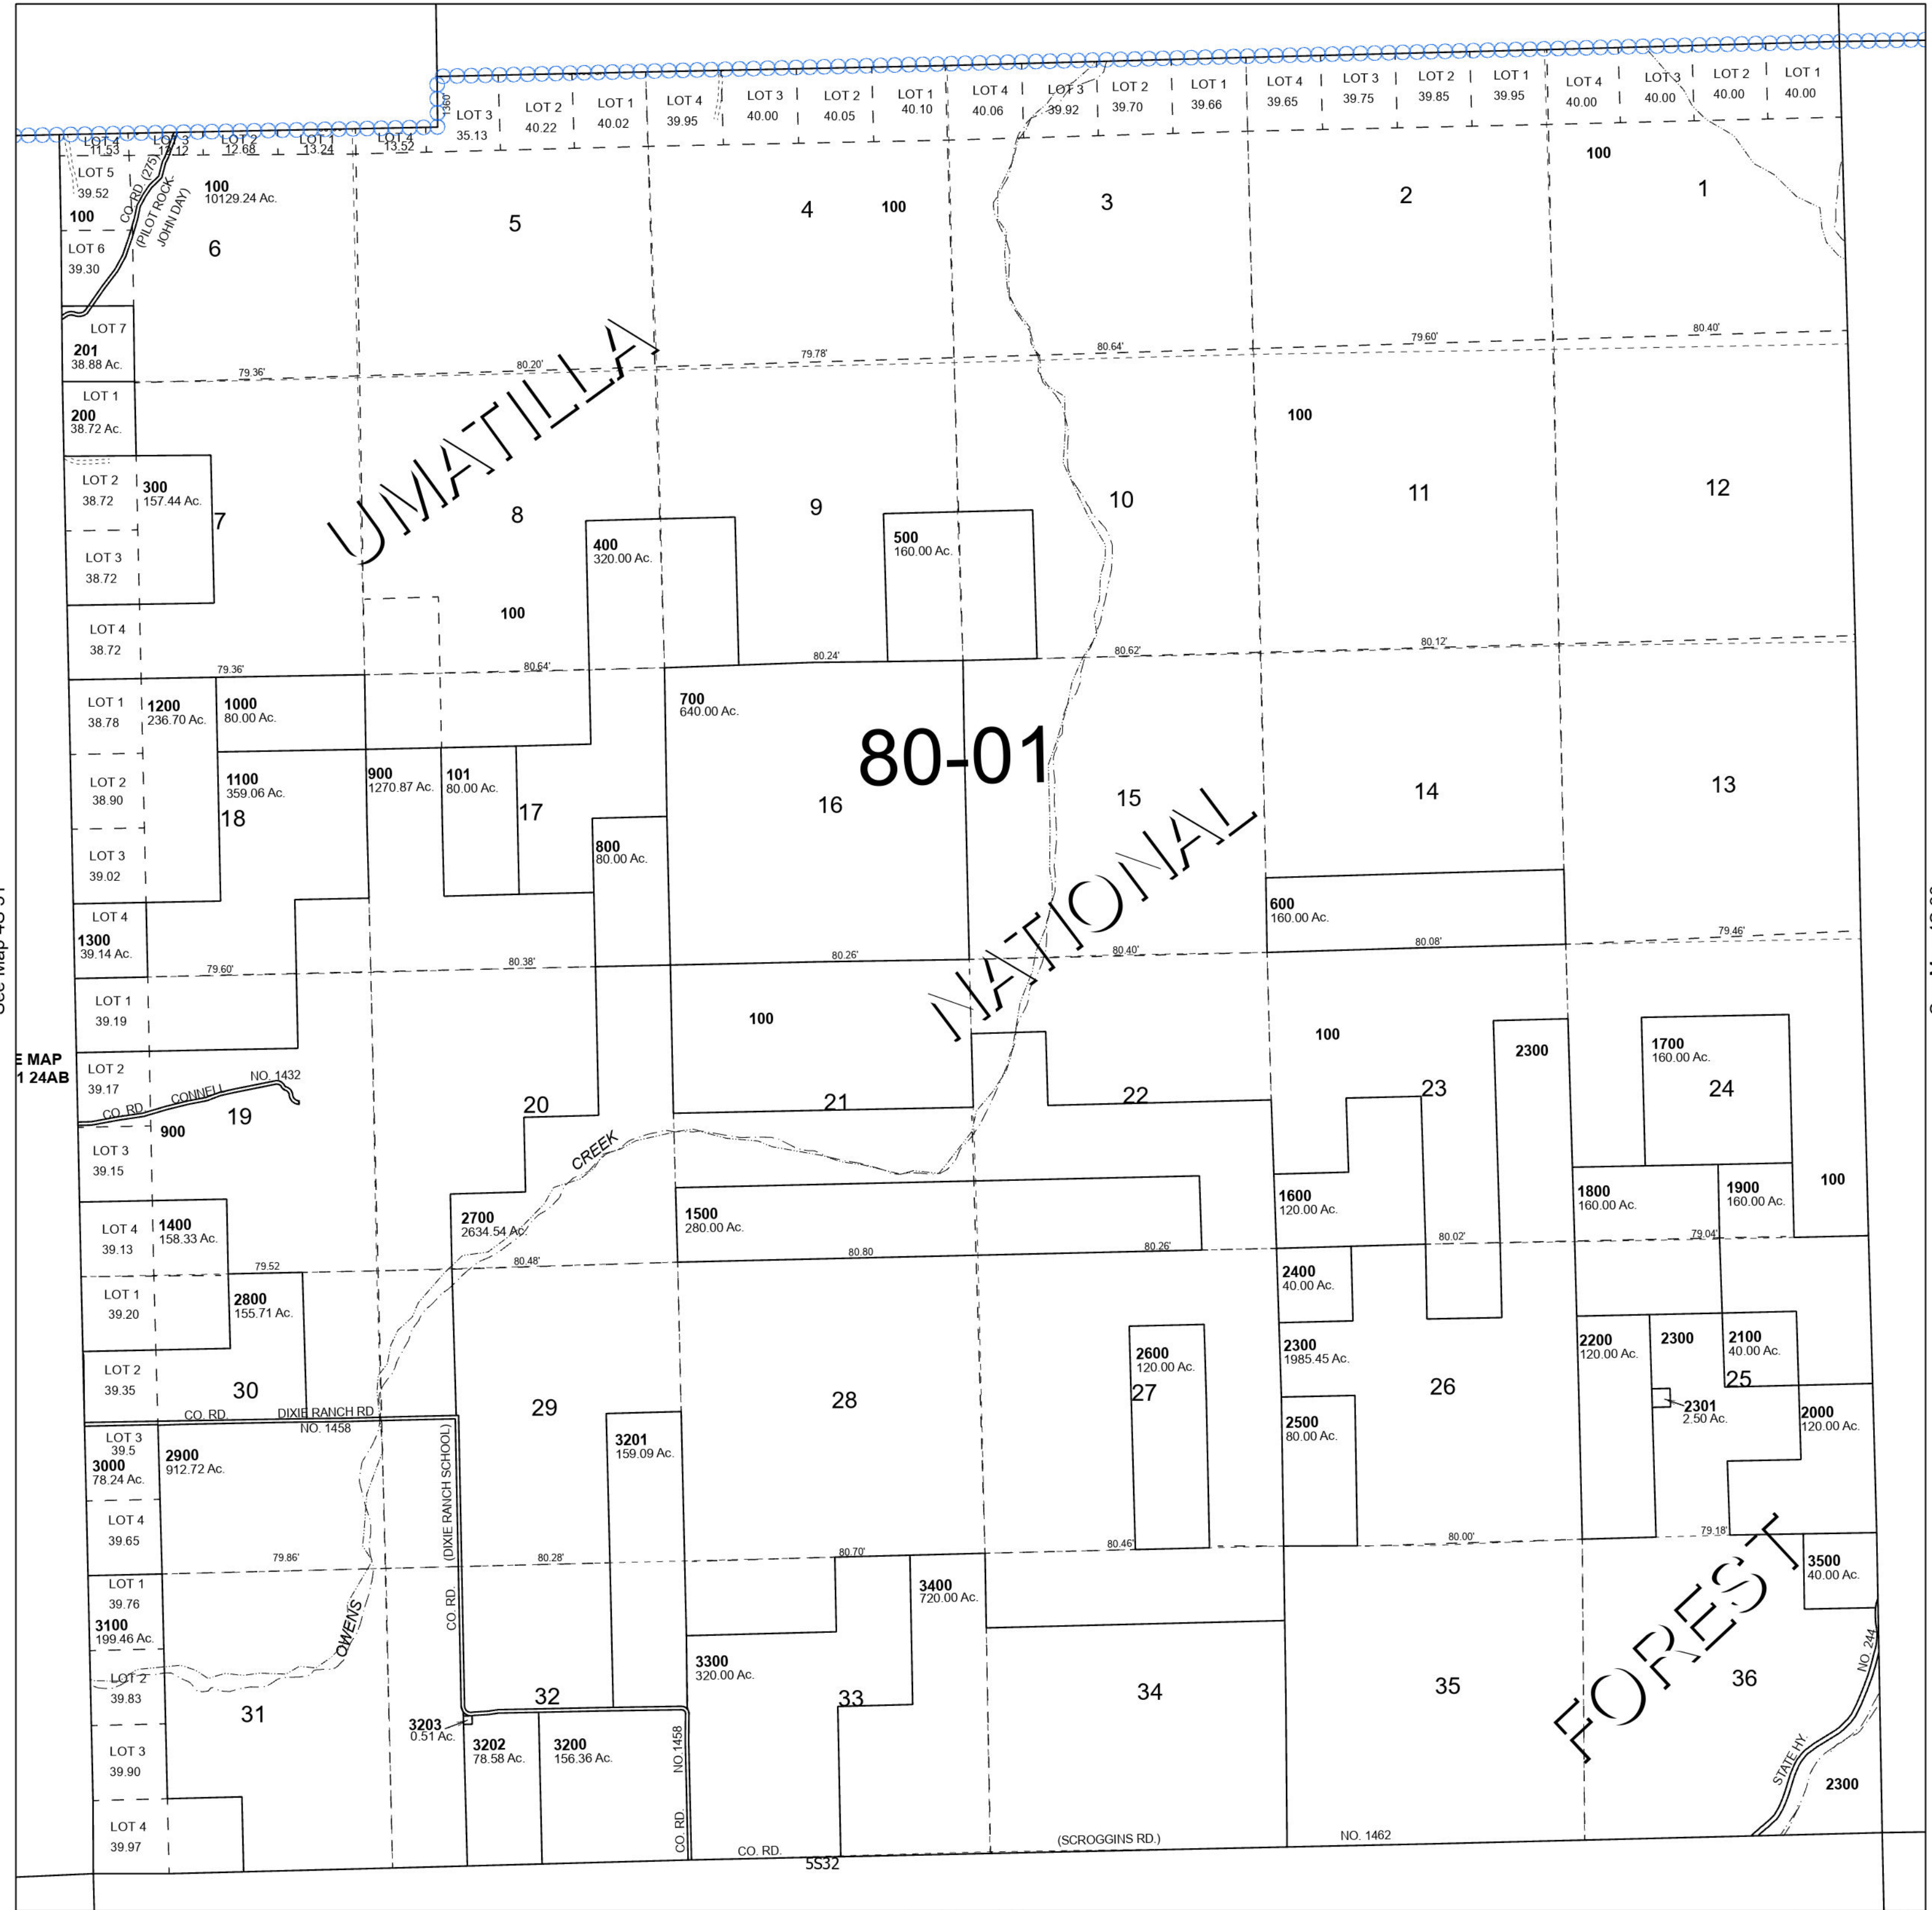 1360'
LOT 3
35.13
LOT 2
40.22
LOT 1
40.02
LOT 4
39.95
LOT 3
40.00
LOT 2
40.05
LOT 1
40.10
LOT 4
40.06
LOT 3
39.92
LOT 2
39.70
LOT 1
39.66
LOT 4
39.65
LOT 3
39.75
LOT 2
39.85
LOT 1
39.95
LOT 4
40.00
LOT 3
40.00
LOT 2
40.00
LOT 1
40.00
LOT 4
11.53
LOT 3
12.12
LOT 2
12.68
LOT 1
13.24
LOT 4
13.52
LOT 5
39.52
100
LOT 6
39.30
CO. RD. (275)
(PILOT ROCK-
JOHN DAY)
100
10129.24 Ac.
6
5
4
100
3
2
100
1
LOT 7
201
38.88 Ac.
79.36'
80.20'
79.78'
80.64'
79.60'
80.40'
LOT 1
200
38.72 Ac.
UMATILLA
100
LOT 2
38.72
300
157.44 Ac.
LOT 3
38.72
7
8
9
10
11
12
400
320.00 Ac.
500
160.00 Ac.
100
LOT 4
38.72
79.36'
80.64'
80.24'
80.62'
80.12'
LOT 1
38.78
1200
236.70 Ac.
1000
80.00 Ac.
700
640.00 Ac.
80-01
LOT 2
38.90
1100
359.06 Ac.
900
1270.87 Ac.
101
80.00 Ac.
18
17
16
15
14
13
NATIONAL
LOT 3
39.02
800
80.00 Ac.
600
160.00 Ac.
LOT 4
1300
39.14 Ac.
79.60'
80.38'
80.26'
80.40'
80.08'
79.46'
LOT 1
39.19
100
100
2300
1700
160.00 Ac.
E MAP
1 24AB
LOT 2
39.17
CO. RD.
CONNELL
NO. 1432
19
900
20
21
22
23
24
LOT 3
39.15
CREEK
LOT 4
39.13
1400
158.33 Ac.
2700
2634.54 Ac.
1500
280.00 Ac.
1600
120.00 Ac.
1800
160.00 Ac.
1900
160.00 Ac.
100
79.52
80.48'
80.80
80.26'
80.02'
79.04'
LOT 1
39.20
2800
155.71 Ac.
2400
40.00 Ac.
LOT 2
39.35
30
29
28
2600
120.00 Ac.
27
2300
1985.45 Ac.
26
2200
120.00 Ac.
2300
2100
40.00 Ac.
25
2301
2.50 Ac.
2000
120.00 Ac.
CO. RD.
DIXIE RANCH RD
NO. 1458
LOT 3
39.5
3000
78.24 Ac.
2900
912.72 Ac.
(DIXIE RANCH SCHOOL)
3201
159.09 Ac.
2500
80.00 Ac.
LOT 4
39.65
79.86'
80.28'
80.70'
80.46'
80.00'
79.18'
LOT 1
39.76
3100
199.46 Ac.
OWENS
CO. RD.
3400
720.00 Ac.
3500
40.00 Ac.
FOREST
LOT 2
39.83
31
32
3300
320.00 Ac.
33
34
35
36
NO. 244
3203
0.51 Ac.
3202
78.58 Ac.
3200
156.36 Ac.
NO.1458
LOT 3
39.90
STATE HY.
2300
LOT 4
39.97
CO. RD.
CO. RD.
(SCROGGINS RD.)
NO. 1462
5S32